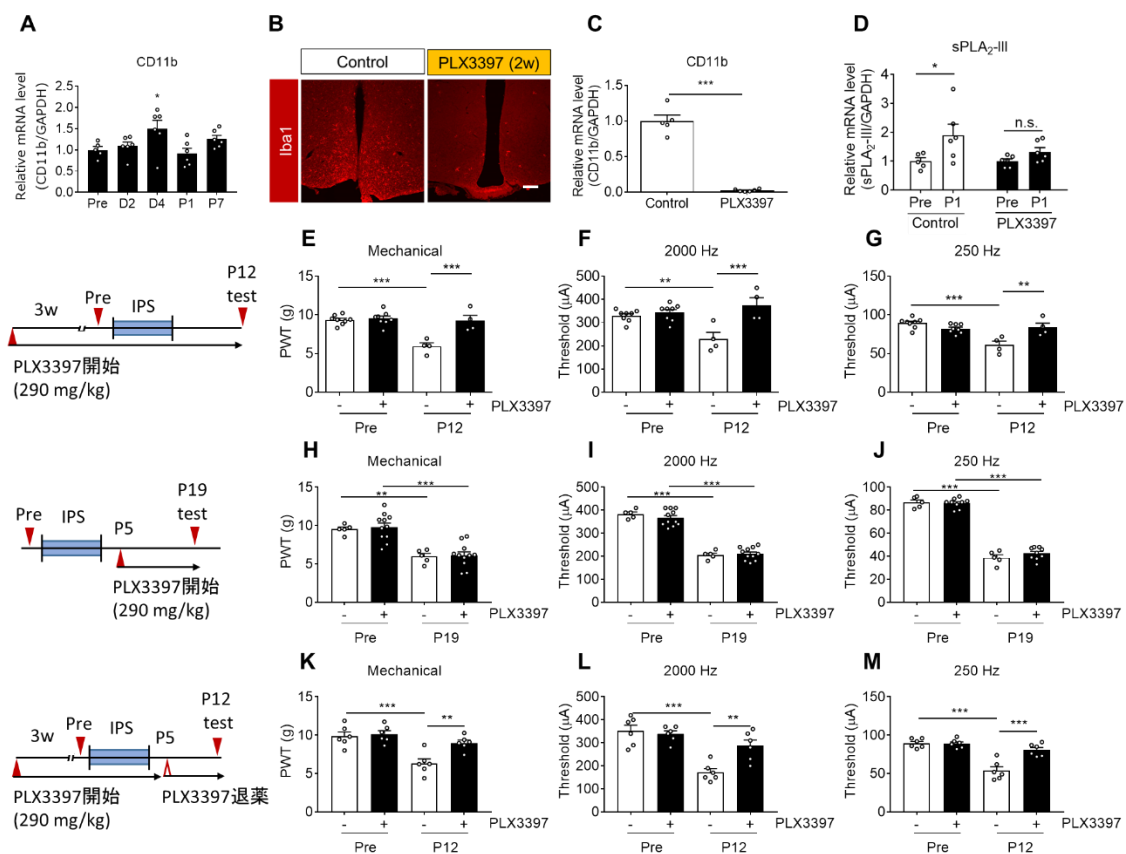 A
CD11b
Relative mRNA level
(CD11b/GAPDH)
2.5
2.0
1.5
1.0
0.5
0.0
*
Pre D2 D4 P1 P7
B
Control
PLX3397 (2w)
Iba1
C
CD11b
Relative mRNA level
(CD11b/GAPDH)
1.5
1.0
0.5
0.0
***
Control PLX3397
D
sPLA₂-III
Relative mRNA level
(sPLA₂-III/GAPDH)
4
3
2
1
0
*
n.s.
Pre P1 Pre P1
Control PLX3397
3w
Pre
IPS
P12
test
PLX3397開始
(290 mg/kg)
E
Mechanical
PWT (g)
15
10
5
0
*** ***
- + - + PLX3397
Pre P12
F
2000 Hz
Threshold (μA)
500
400
300
200
100
0
** ***
- + - + PLX3397
Pre P12
G
250 Hz
Threshold (μA)
150
100
50
0
*** **
- + - + PLX3397
Pre P12
Pre
IPS
P5
P19
test
PLX3397開始
(290 mg/kg)
H
Mechanical
PWT (g)
15
10
5
0
** ***
- + - + PLX3397
Pre P19
I
2000 Hz
Threshold (μA)
500
400
300
200
100
0
*** ***
- + - + PLX3397
Pre P19
J
250 Hz
Threshold (μA)
100
80
60
40
20
0
*** ***
- + - + PLX3397
Pre P19
3w
Pre
IPS
P5
P12
test
PLX3397開始
(290 mg/kg)
PLX3397退薬
K
Mechanical
PWT (g)
15
10
5
0
*** **
- + - + PLX3397
Pre P12
L
2000 Hz
Threshold (μA)
500
400
300
200
100
0
*** **
- + - + PLX3397
Pre P12
M
250 Hz
Threshold (μA)
150
100
50
0
*** ***
- + - + PLX3397
Pre P12